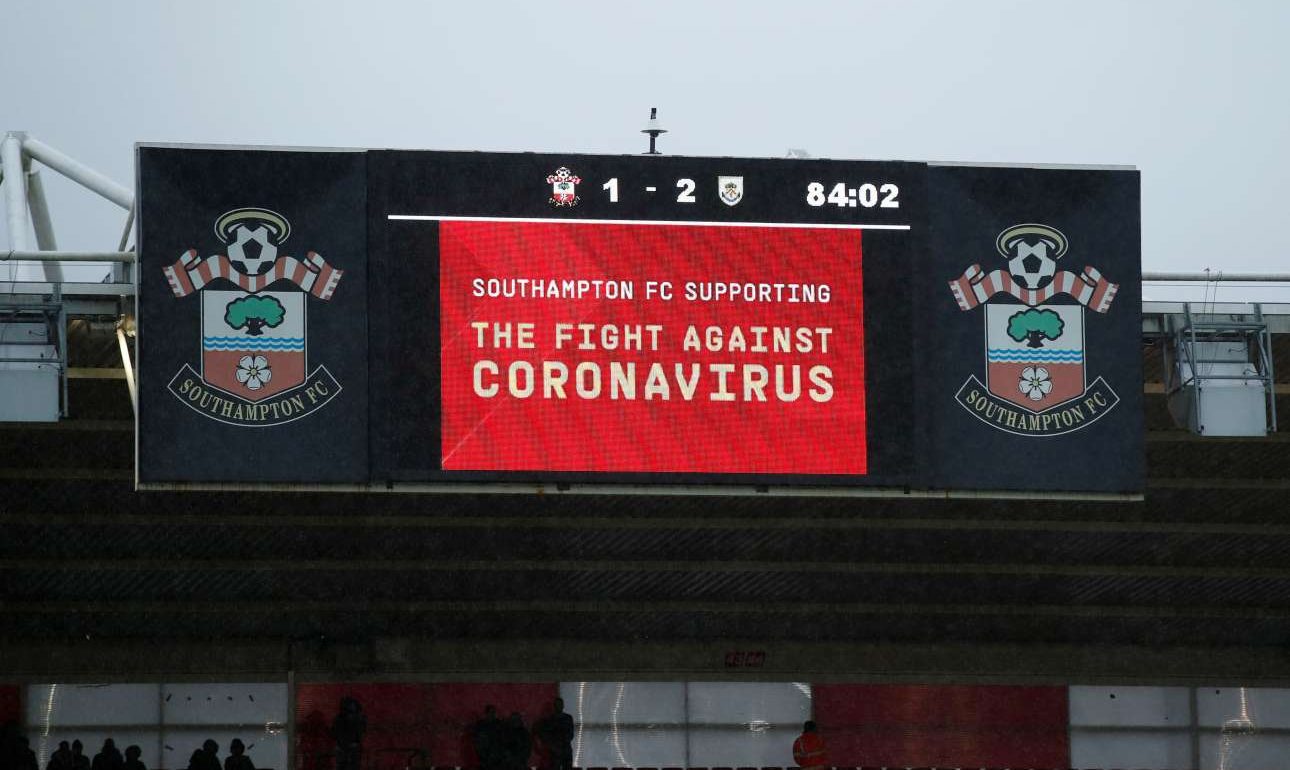 1 - 2 84:02
SOUTHAMPTON FC SUPPORTING
THE FIGHT AGAINST
CORONAVIRUS
SOUTHAMPTON FC
SOUTHAMPTON FC